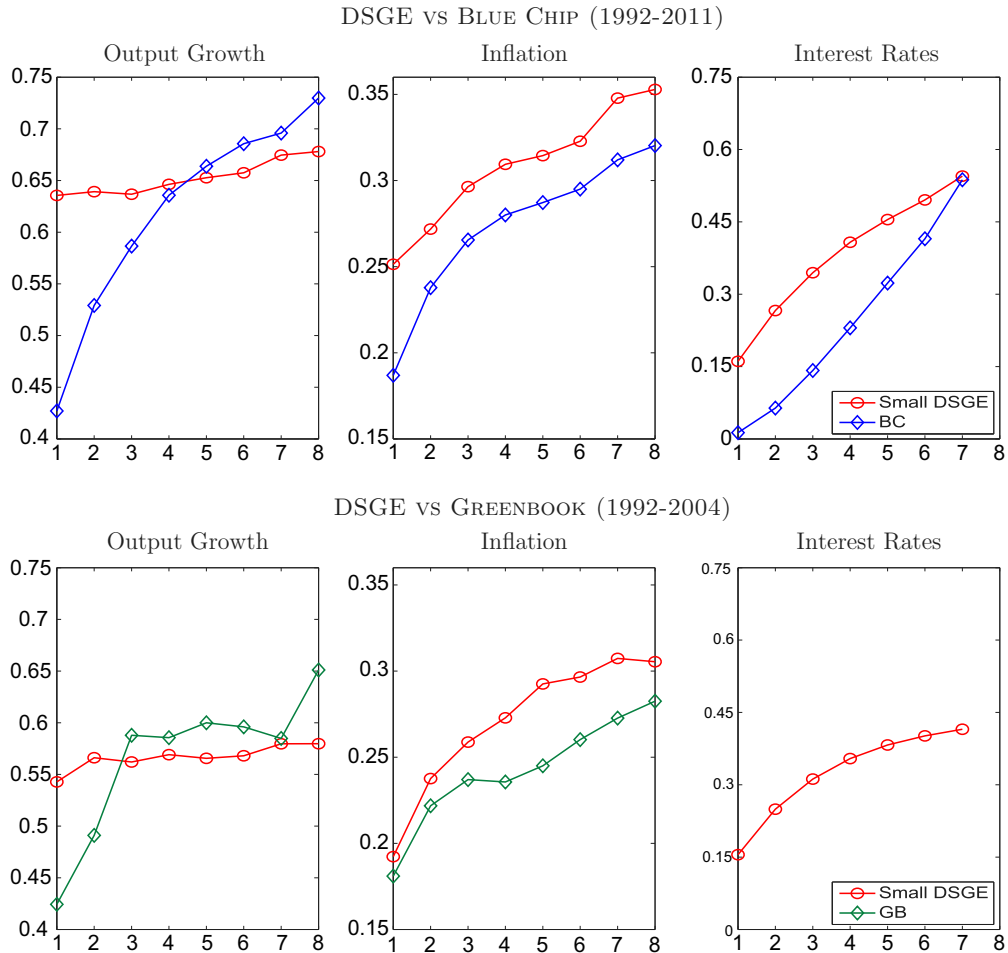 DSGE VS BLUE CHIP (1992-2011)
Output Growth
Inflation
Interest Rates
0.75
0.7
0.65
0.6
0.55
0.5
0.45
0.4
1 2 3 4 5 6 7 8
0.35
0.3
0.25
0.2
0.15
1 2 3 4 5 6 7 8
0.75
0.6
0.45
0.3
0.15
0
1 2 3 4 5 6 7 8
Small DSGE
BC
DSGE VS GREENBOOK (1992-2004)
Output Growth
Inflation
Interest Rates
0.75
0.7
0.65
0.6
0.55
0.5
0.45
0.4
1 2 3 4 5 6 7 8
0.35
0.3
0.25
0.2
0.15
1 2 3 4 5 6 7 8
0.75
0.6
0.45
0.3
0.15
0
1 2 3 4 5 6 7 8
Small DSGE
GB